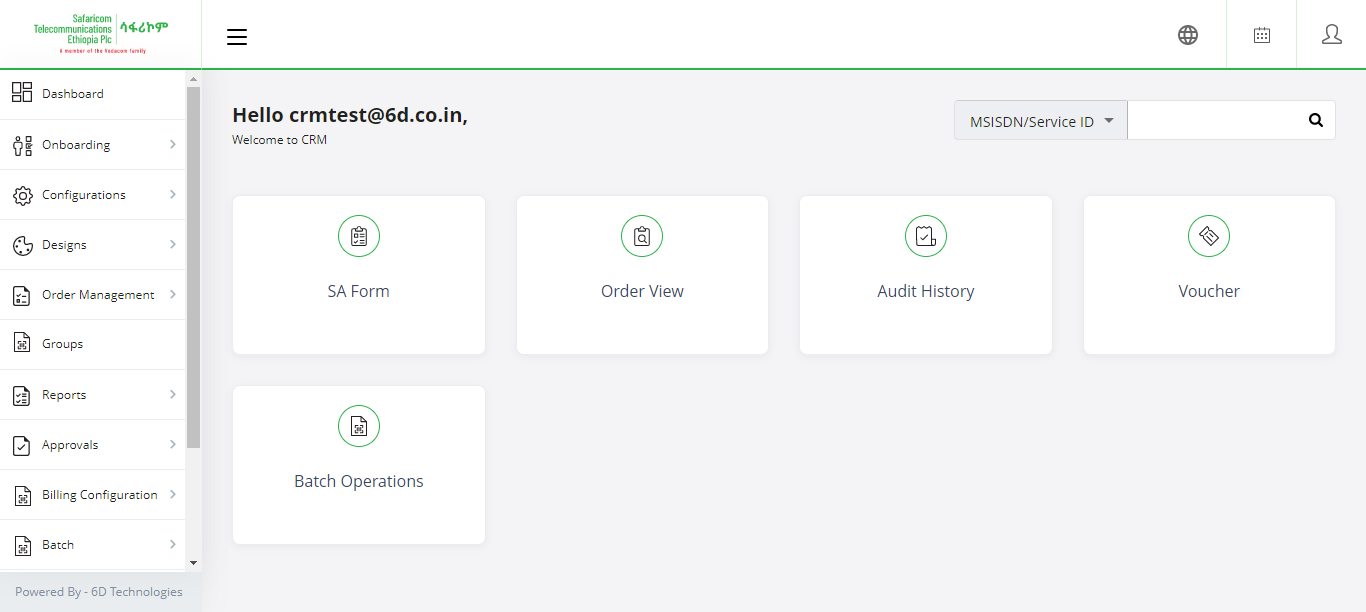 Safaricom
Telecommunications
Ethiopia Plc
ሳፋሪኮም
A member of the Vodacom family
Dashboard
Onboarding
Configurations
Designs
Order Management
Groups
Reports
Approvals
Billing Configuration
Batch
Powered By - 6D Technologies
Hello crmtest@6d.co.in,
Welcome to CRM
MSISDN/Service ID
SA Form
Order View
Audit History
Voucher
Batch Operations